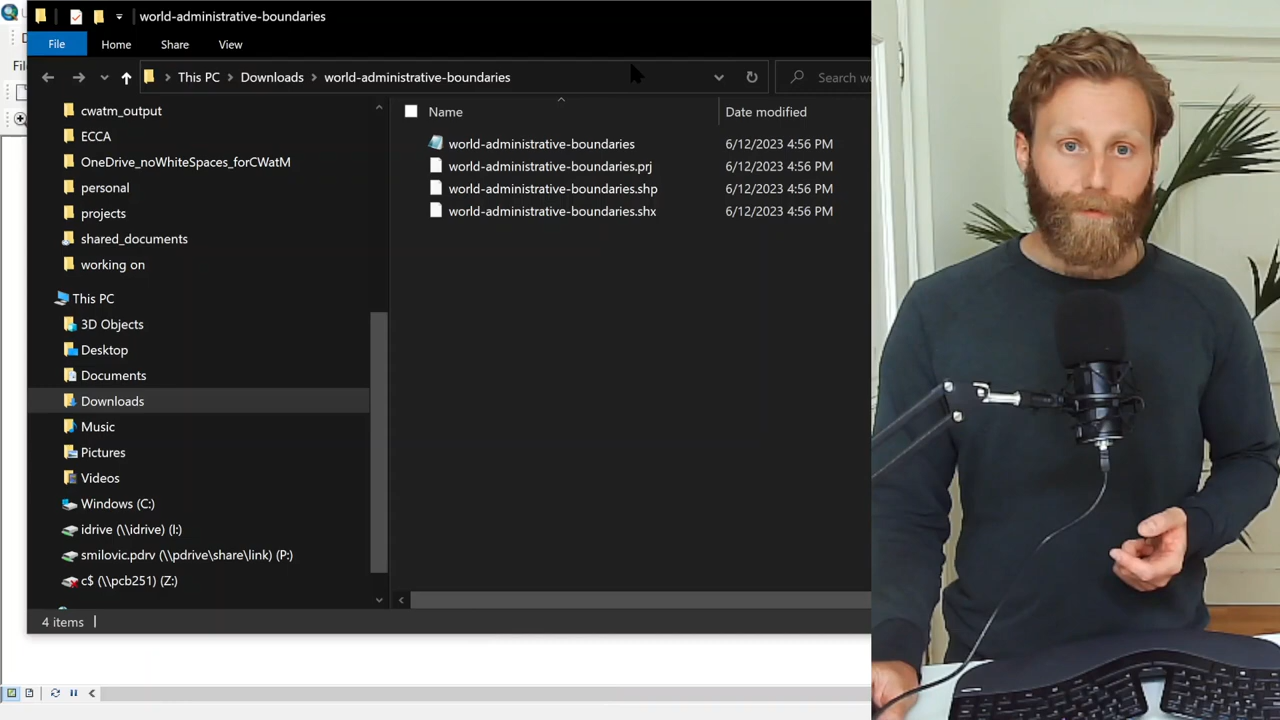 world-administrative-boundaries
File
Home
Share
View
Fi
This PC
Downloads
world-administrative-boundaries
Search wo
Name
Date modified
cwatm_output
ECCA
OneDrive_noWhiteSpaces_forCWatM
personal
projects
shared_documents
working on
This PC
3D Objects
Desktop
Documents
Downloads
Music
Pictures
Videos
Windows (C:)
idrive (\\idrive) (I:)
smilovic.pdrv (\\pdrive\share\link) (P:)
c$ (\\pcb251) (Z:)
world-administrative-boundaries 6/12/2023 4:56 PM
world-administrative-boundaries.prj 6/12/2023 4:56 PM
world-administrative-boundaries.shp 6/12/2023 4:56 PM
world-administrative-boundaries.shx 6/12/2023 4:56 PM
4 items